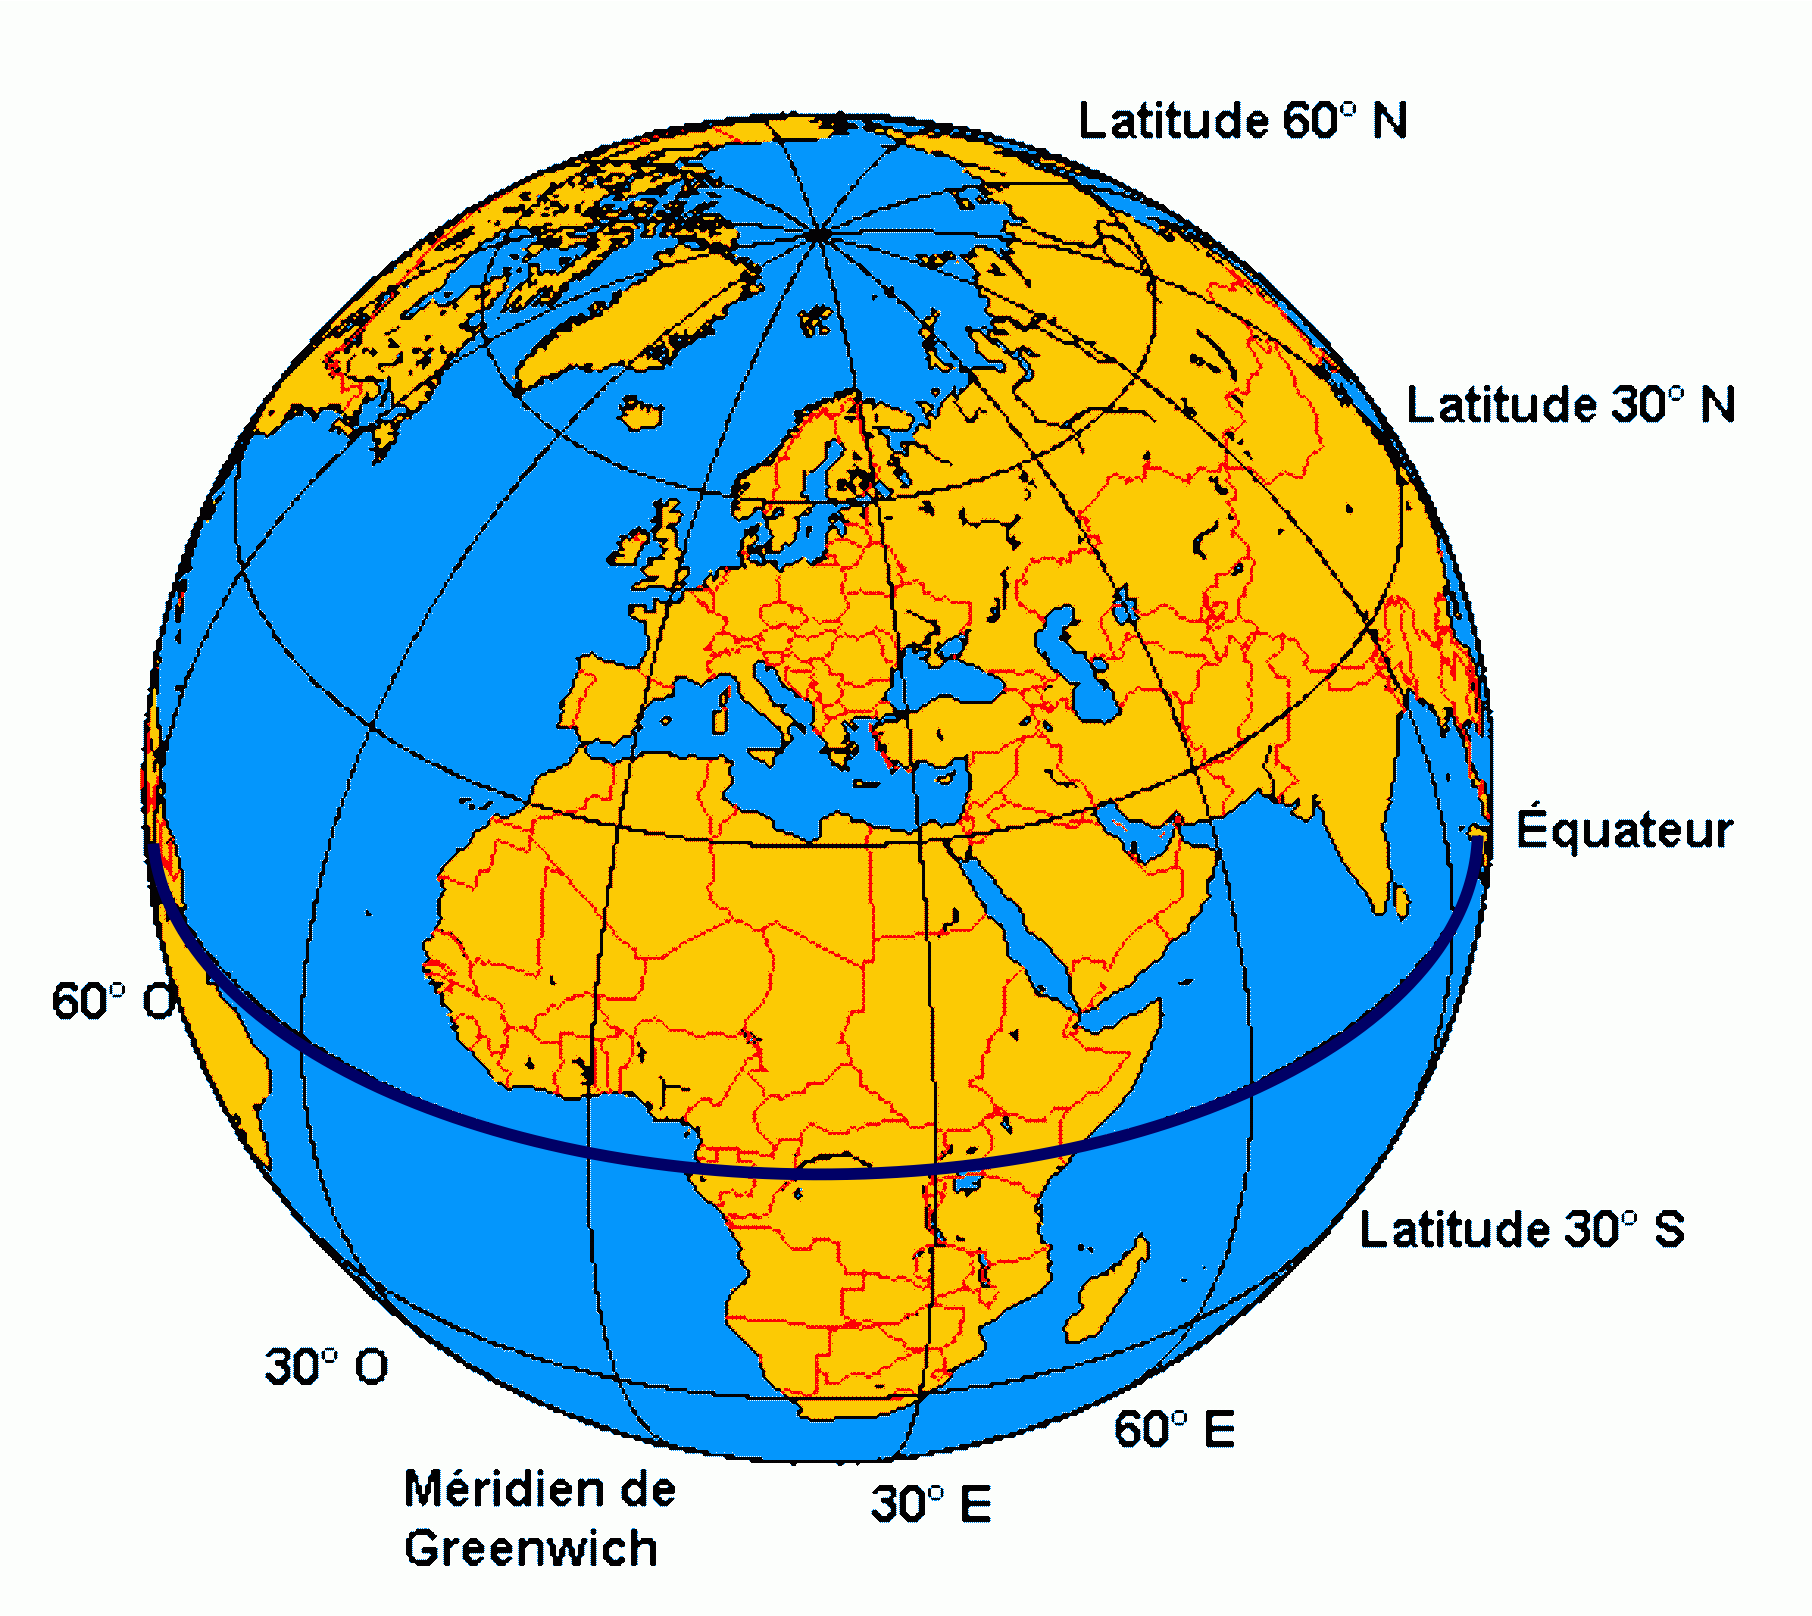 Latitude 60° N
Latitude 30° N
Équateur
60° O
Latitude 30° S
30° O
60° E
Méridien de
Greenwich
30° E